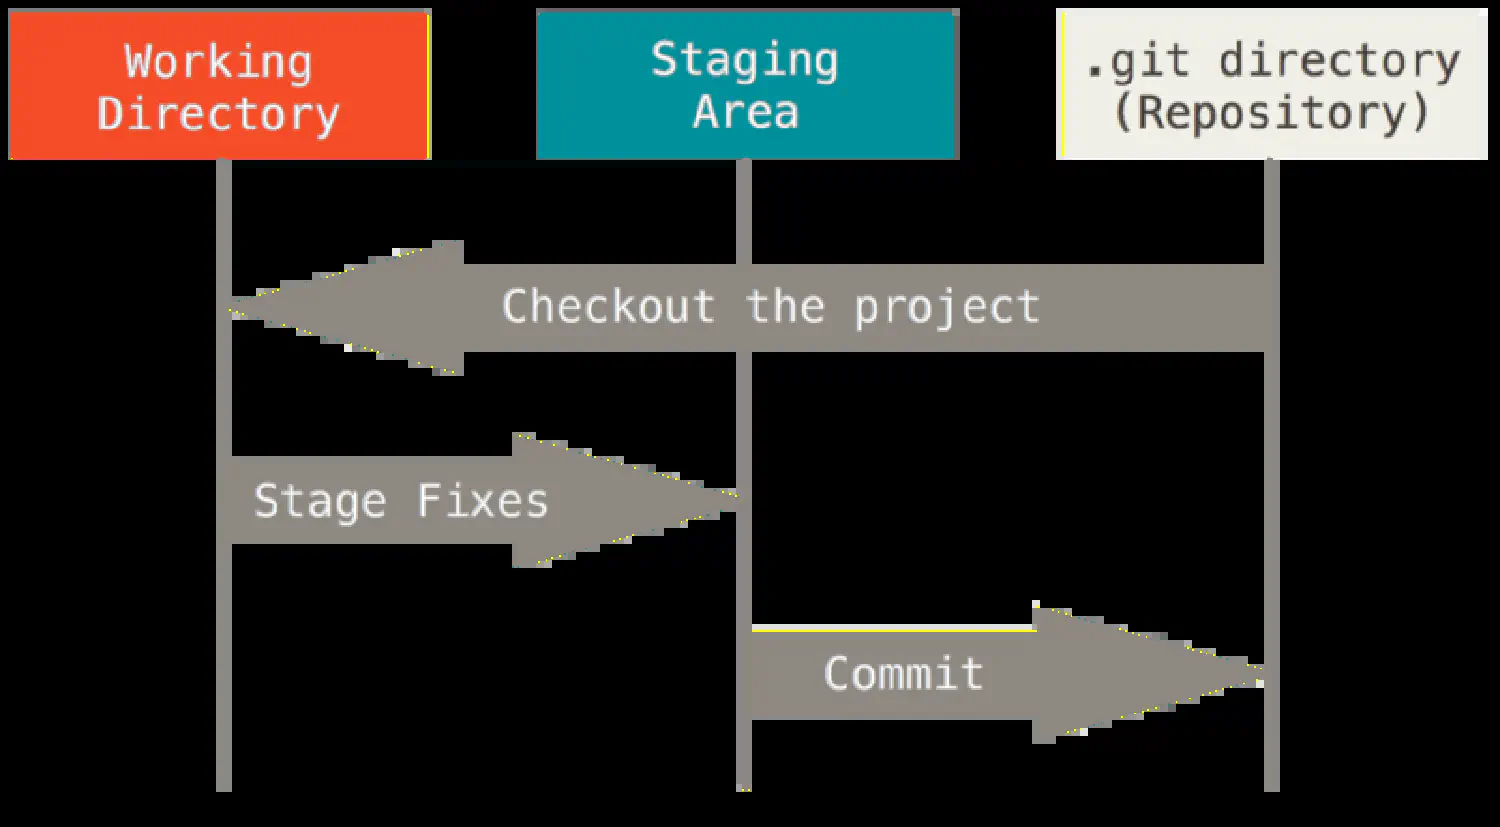 Working
Directory
Staging
Area
.git directory
(Repository)
Checkout the project
Stage Fixes
Commit